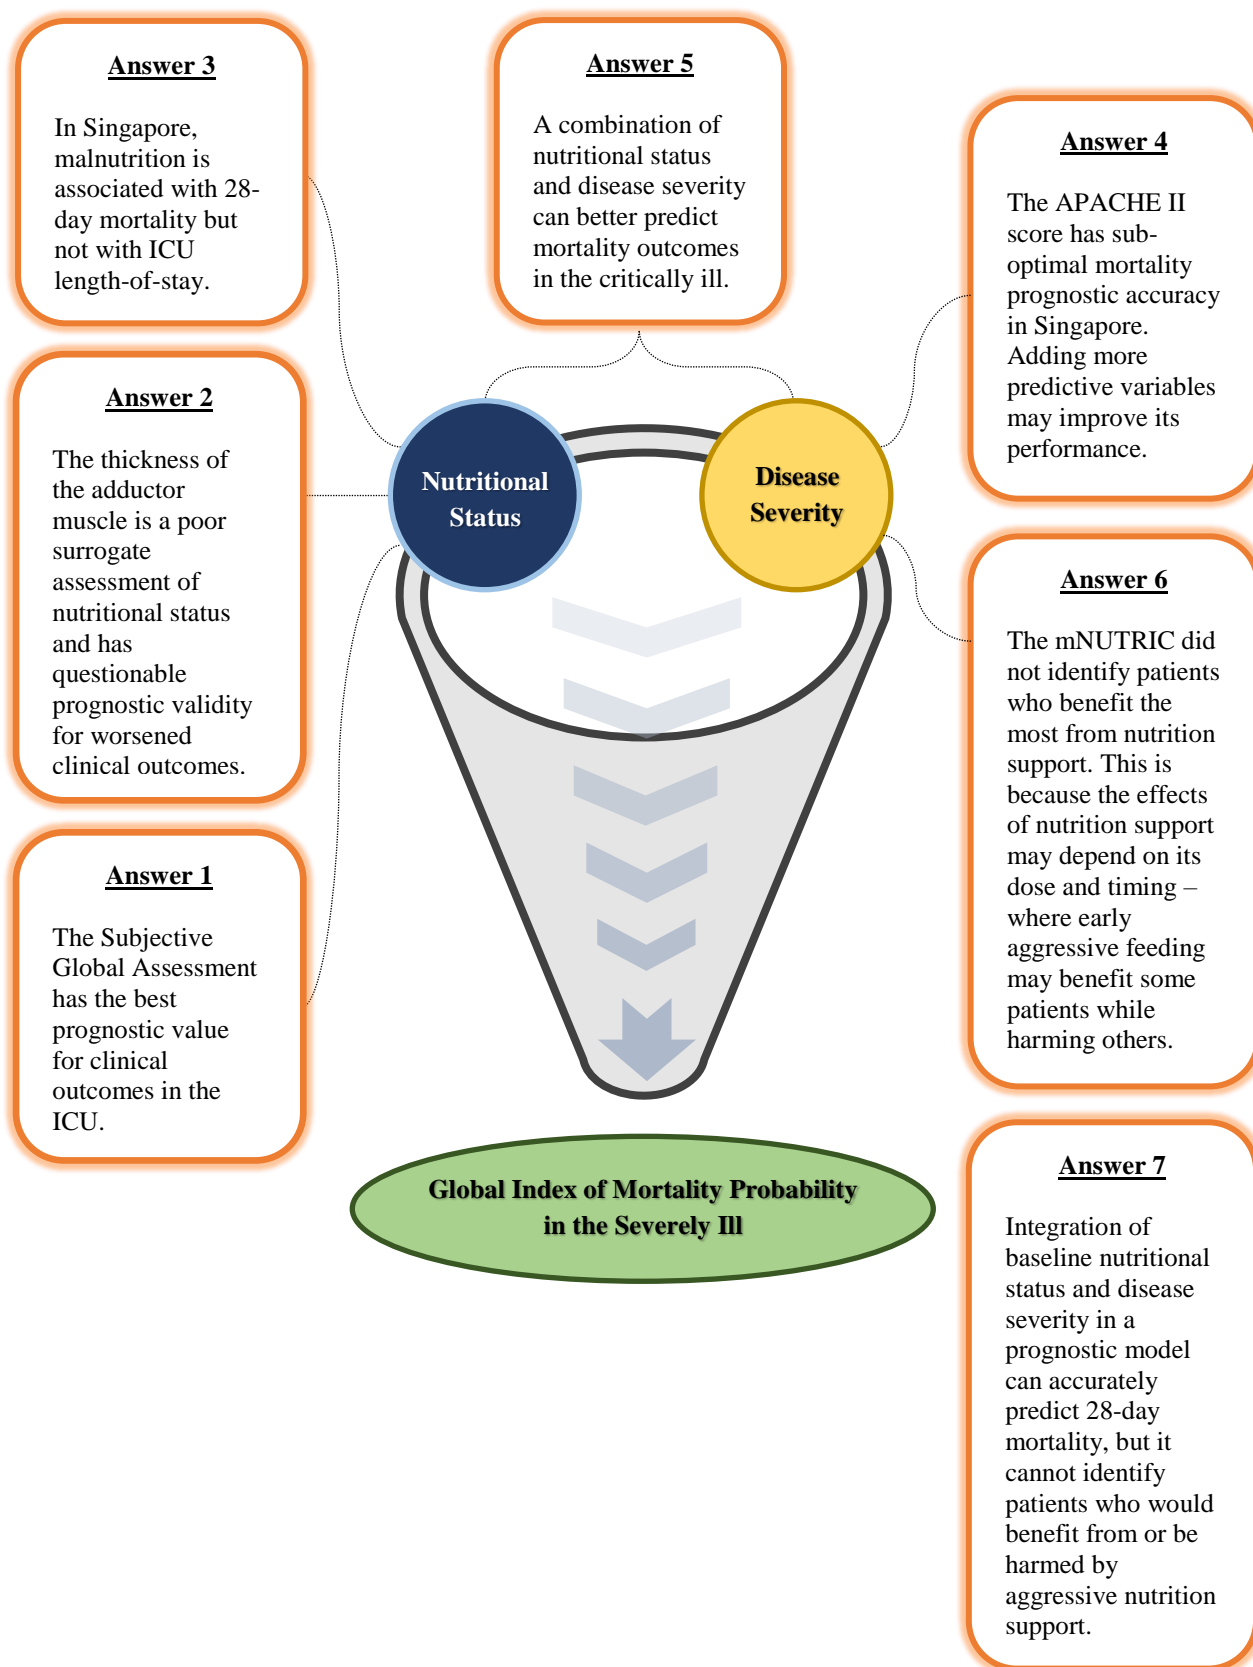 Answer 3
In Singapore,
malnutrition is
associated with 28-
day mortality but
not with ICU
length-of-stay.
Answer 5
A combination of
nutritional status
and disease severity
can better predict
mortality outcomes
in the critically ill.
Answer 4
The APACHE II
score has sub-
optimal mortality
prognostic accuracy
in Singapore.
Adding more
predictive variables
may improve its
performance.
Answer 2
The thickness of
the adductor
muscle is a poor
surrogate
assessment of
nutritional status
and has
questionable
prognostic validity
for worsened
clinical outcomes.
Nutritional
Status
Disease
Severity
Answer 6
The mNUTRIC did
not identify patients
who benefit the
most from nutrition
support. This is
because the effects
of nutrition support
may depend on its
dose and timing –
where early
aggressive feeding
may benefit some
patients while
harming others.
Answer 1
The Subjective
Global Assessment
has the best
prognostic value
for clinical
outcomes in the
ICU.
Global Index of Mortality Probability
in the Severely Ill
Answer 7
Integration of
baseline nutritional
status and disease
severity in a
prognostic model
can accurately
predict 28-day
mortality, but it
cannot identify
patients who would
benefit from or be
harmed by
aggressive nutrition
support.